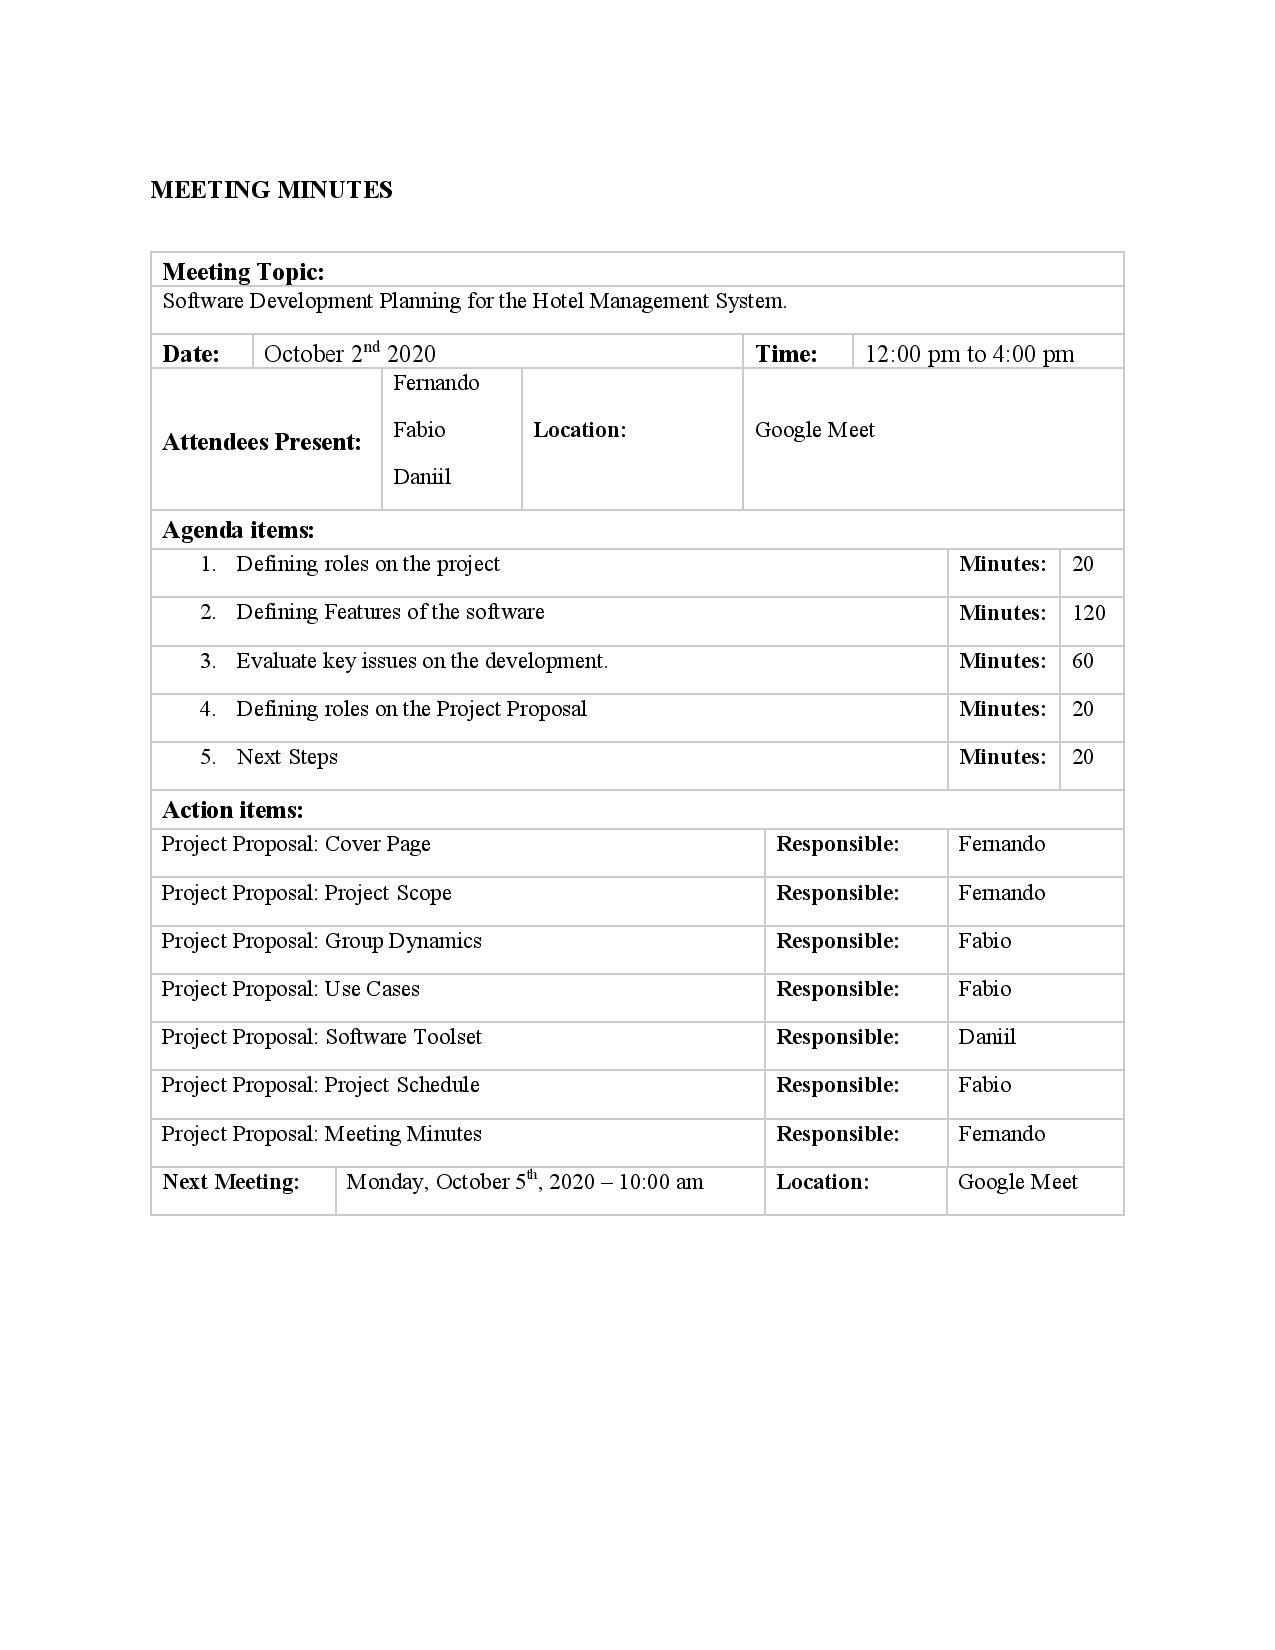 MEETING MINUTES
Meeting Topic:
Software Development Planning for the Hotel Management System.
Date: October 2nd 2020 Time: 12:00 pm to 4:00 pm
Attendees Present:
Fernando
Fabio
Daniil
Location: Google Meet
Agenda items:
1. Defining roles on the project Minutes: 20
2. Defining Features of the software Minutes: 120
3. Evaluate key issues on the development. Minutes: 60
4. Defining roles on the Project Proposal Minutes: 20
5. Next Steps Minutes: 20
Action items:
Project Proposal: Cover Page Responsible: Fernando
Project Proposal: Project Scope Responsible: Fernando
Project Proposal: Group Dynamics Responsible: Fabio
Project Proposal: Use Cases Responsible: Fabio
Project Proposal: Software Toolset Responsible: Daniil
Project Proposal: Project Schedule Responsible: Fabio
Project Proposal: Meeting Minutes Responsible: Fernando
Next Meeting: Monday, October 5th, 2020 – 10:00 am Location: Google Meet